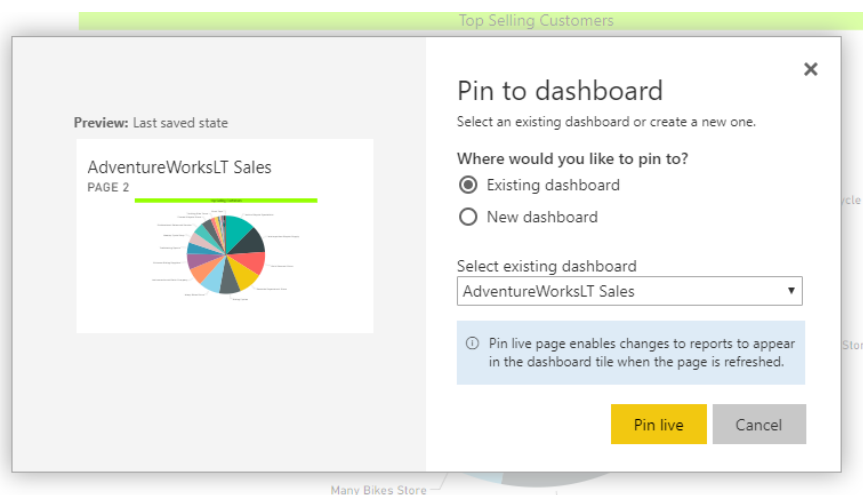 Top Selling Customers
Pin to dashboard
Select an existing dashboard or create a new one.
Preview: Last saved state
Where would you like to pin to?
AdventureWorksLT Sales
PAGE 2
Existing dashboard
New dashboard
Select existing dashboard
AdventureWorksLT Sales
Pin live page enables changes to reports to appear
in the dashboard tile when the page is refreshed.
Pin live
Cancel
Many Bikes Store